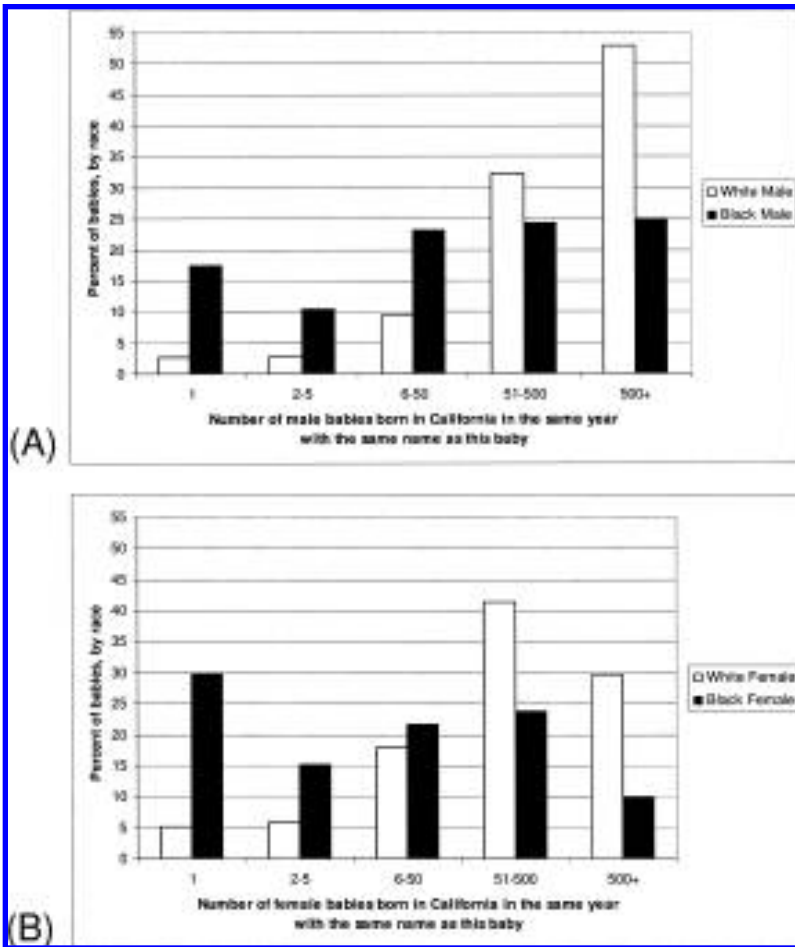 55
50
45
40
35
30
25
20
15
10
5
0
Percent of babies, by race
1 2-5 6-50 51-500 500+
Number of male babies born in California in the same year
with the same name as this baby
White Male
Black Male
(A)
55
50
45
40
35
30
25
20
15
10
5
0
Percent of babies, by race
1 2-5 6-50 51-500 500+
Number of female babies born in California in the same year
with the same name as this baby
White Female
Black Female
(B)